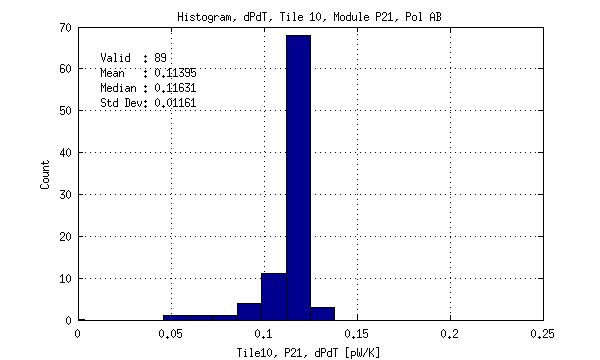 Histogram, dPdT, Tile 10, Module P21, Pol AB
70
Valid : 89
Mean : 0.11395
Median : 0.11631
Std Dev: 0.01161
60
50
40
30
20
10
0
Count
0 0.05 0.1 0.15 0.2 0.25
Tile10, P21, dPdT [pW/K]